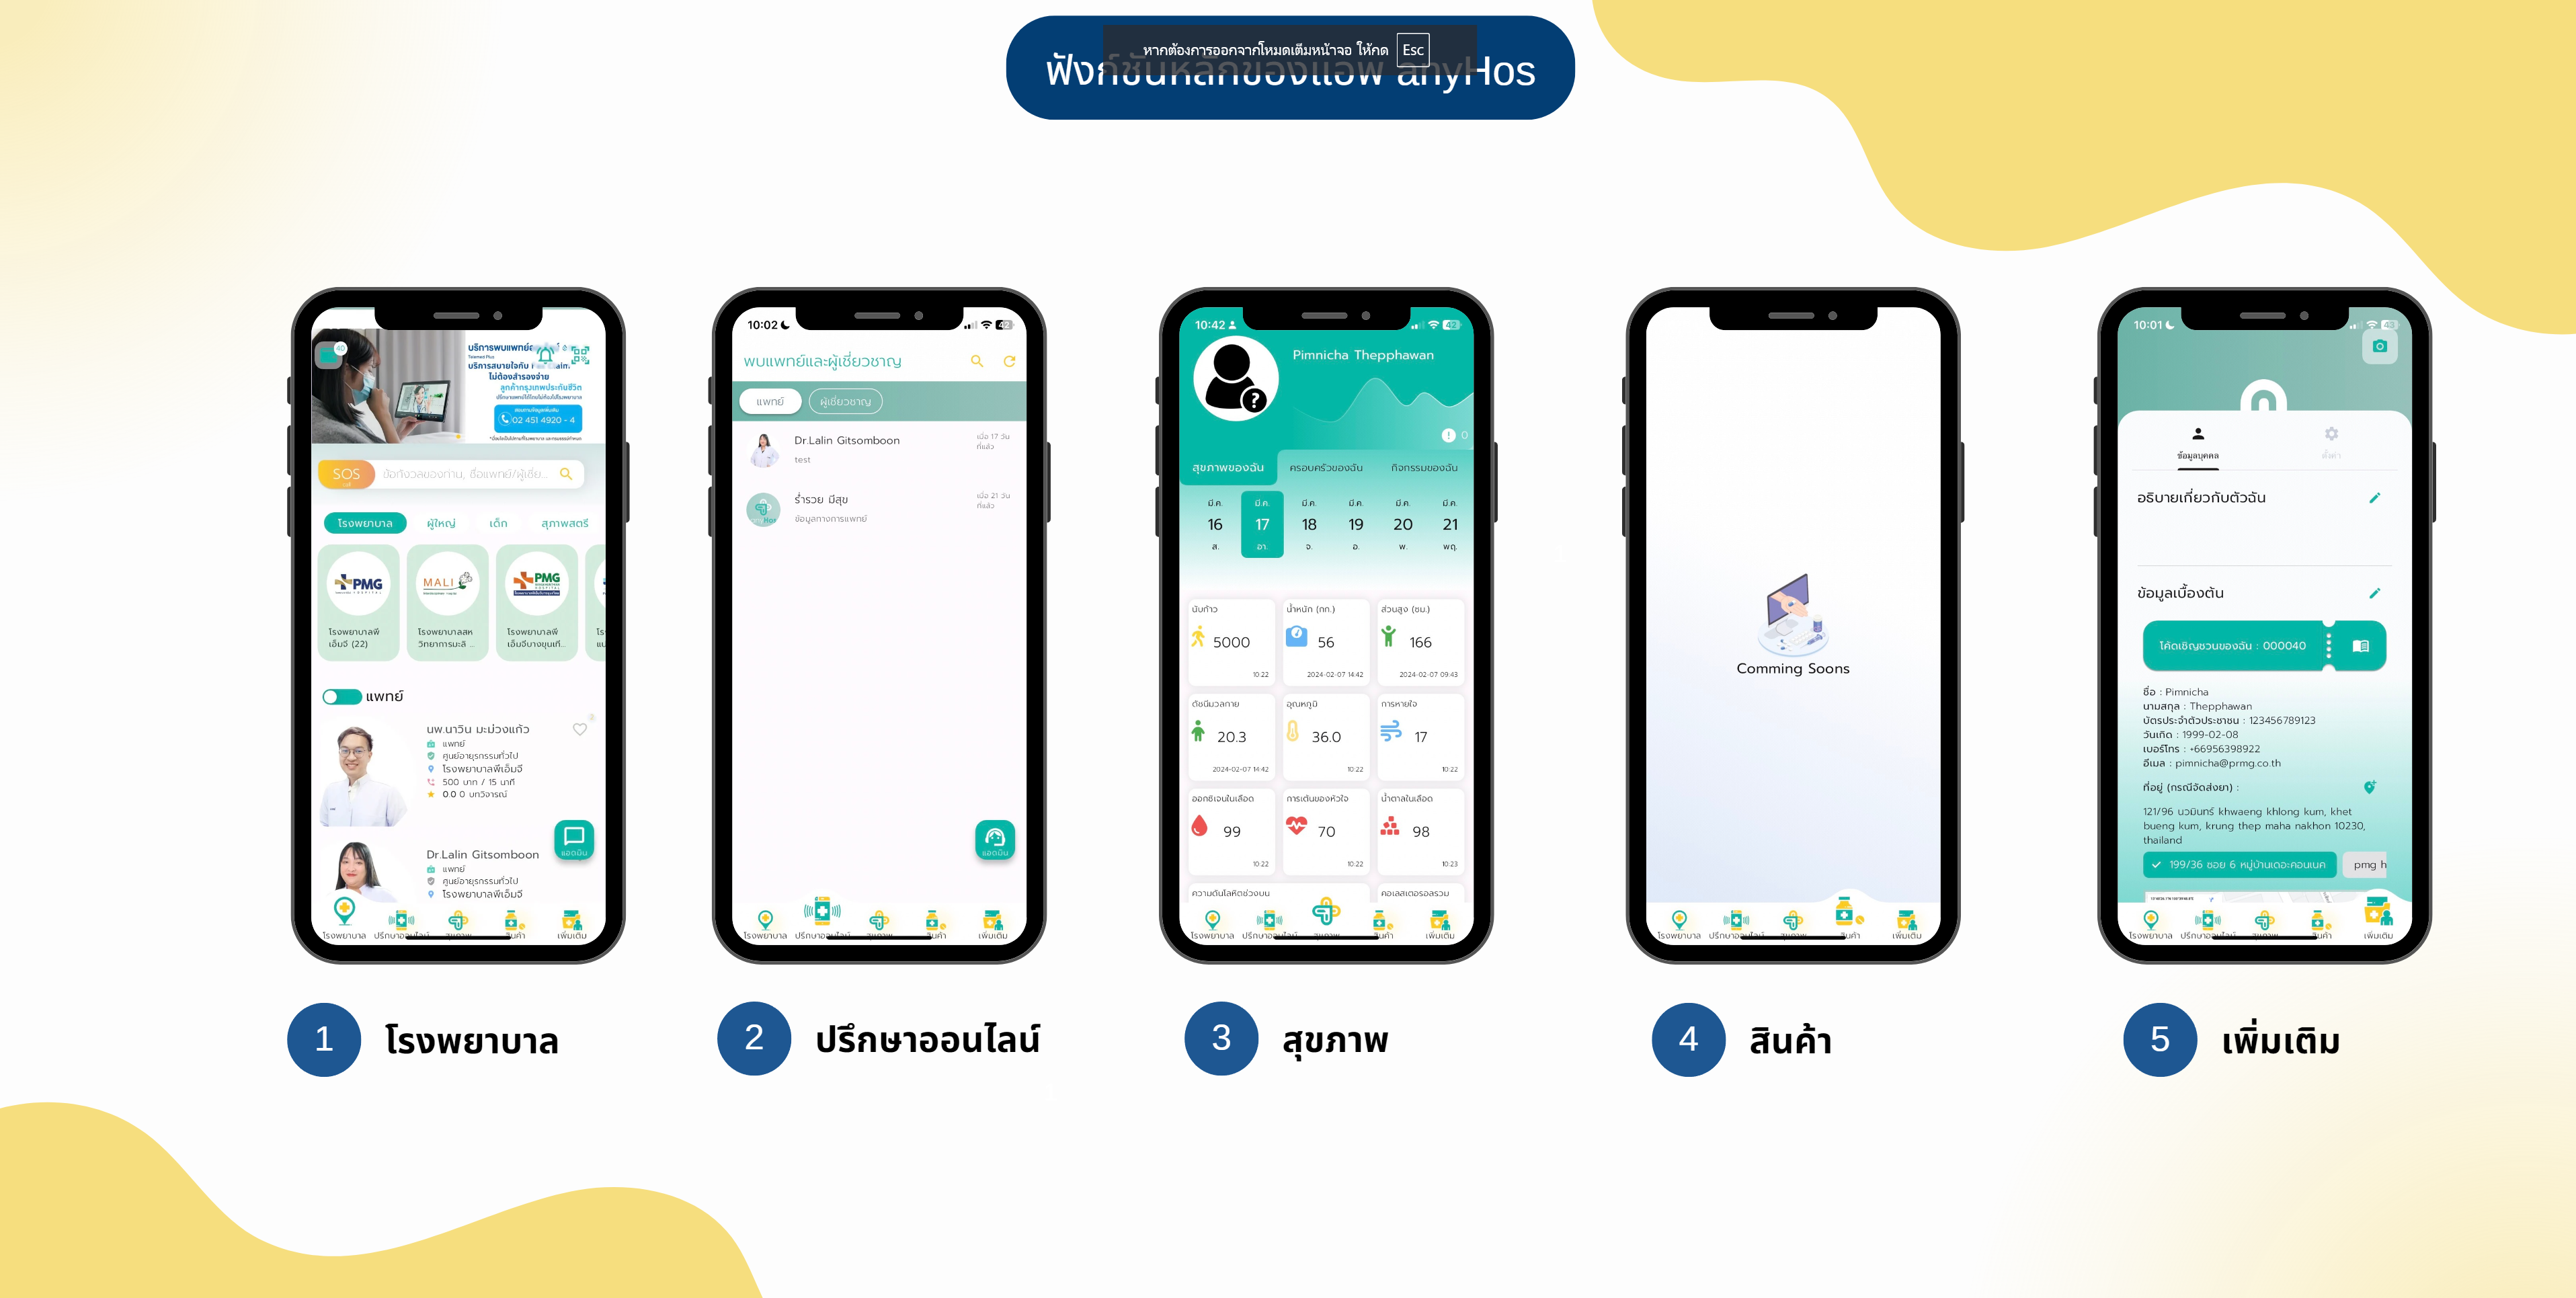 หากต้องการออกจากโหมดเต็มหน้าจอ ให้กด Esc
ฟังก์ชันหลักของแอพ anyHos
40
บริการสบายใจกับ
ไม่ต้องสำรองจ่าย
ลูกค้ากรุงเทพประกันชีวิต
02 451 4920 - 4
SOS
โรงพยาบาล ผู้ใหญ่ เด็ก สุภาพสตรี
PMG
HOSPITAL
MALI
PMG
HOSPITAL
โรงพยาบาลพี
เอ็มจี (22)
โรงพยาบาลสห
วิทยาการมะลิ ...
โรงพยาบาลพี
เอ็มจีบางขุนเที...
แพทย์
นพ.นาวิน มะม่วงแก้ว
แพทย์
ศูนย์อายุรกรรมทั่วไป
โรงพยาบาลพีเอ็มจี
500 บาท / 15 นาที
0.0 0 บทวิจารณ์
Dr.Lalin Gitsomboon
แพทย์
ศูนย์อายุรกรรมทั่วไป
โรงพยาบาลพีเอ็มจี
แอดมิน
โรงพยาบาล ปรึกษาออนไลน์ สุขภาพ สินค้า เพิ่มเติม
10:02
42
พบแพทย์และผู้เชี่ยวชาญ
แพทย์ ผู้เชี่ยวชาญ
Dr.Lalin Gitsomboon
test
เมื่อ 17 วัน
ที่แล้ว
ร่ำรวย มีสุข
ข้อมูลทางการแพทย์
เมื่อ 21 วัน
ที่แล้ว
แอดมิน
โรงพยาบาล ปรึกษาออนไลน์ สุขภาพ สินค้า เพิ่มเติม
10:42
42
Pimnicha Thepphawan
0
สุขภาพของฉัน ครอบครัวของฉัน กิจกรรมของฉัน
มี.ค. มี.ค. มี.ค. มี.ค. มี.ค. มี.ค.
16 17 18 19 20 21
ส. อา. จ. อ. พ. พฤ.
นับก้าว น้ำหนัก (กก.) ส่วนสูง (ซม.)
5000 56 166
10:22 2024-02-07 14:42 2024-02-07 09:43
ดัชนีมวลกาย อุณหภูมิ การหายใจ
20.3 36.0 17
2024-02-07 14:42 10:22 10:22
ออกซิเจนในเลือด การเต้นของหัวใจ น้ำตาลในเลือด
99 70 98
10:22 10:22 10:23
ความดันโลหิตช่วงบน คอเลสเตอรอลรวม
โรงพยาบาล ปรึกษาออนไลน์ สุขภาพ สินค้า เพิ่มเติม
Comming Soons
โรงพยาบาล ปรึกษาออนไลน์ สุขภาพ สินค้า เพิ่มเติม
10:01
ข้อมูลบุคคล ตั้งค่า
อธิบายเกี่ยวกับตัวฉัน
ข้อมูลเบื้องต้น
โค้ดเชิญชวนของฉัน : 000040
ชื่อ : Pimnicha
นามสกุล : Thepphawan
บัตรประจำตัวประชาชน : 123456789123
วันเกิด : 1999-02-08
เบอร์โทร : +66956398922
อีเมล : pimnicha@prmg.co.th
ที่อยู่ (กรณีจัดส่งยา) :
121/96 นวมินทร์ khwaeng khlong kum, khet
bueng kum, krung thep maha nakhon 10230,
thailand
199/36 ซอย 6 หมู่บ้านเดอะคอนเนค pmg h
โรงพยาบาล ปรึกษาออนไลน์ สุขภาพ สินค้า เพิ่มเติม
1 โรงพยาบาล
2 ปรึกษาออนไลน์
3 สุขภาพ
4 สินค้า
5 เพิ่มเติม